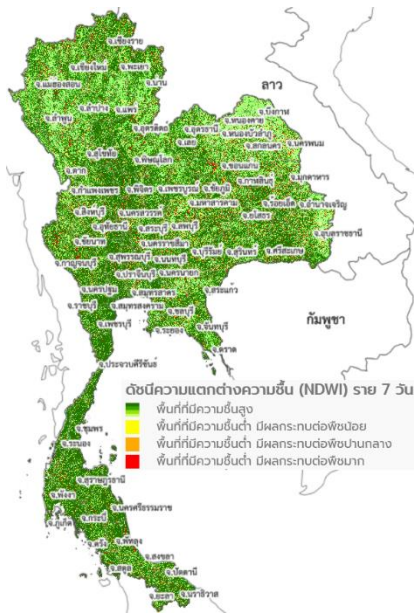 จ.เชียงราย
จ.เชียงใหม่
จ.พะเยา
จ.แม่ฮ่องสอน
จ.น่าน
ลาว
จ.ลำปาง
จ.แพร่
จ.ลำพูน
จ.บึงกาฬ
จ.อุตรดิตถ์
จ.อุดรธานี
จ.หนองคาย
จ.เลย
จ.หนองบัวลำภู
จ.สุโขทัย
จ.สกลนคร
จ.นครพนม
จ.พิษณุโลก
จ.ขอนแก่น
จ.ตาก
จ.กาฬสินธุ์
จ.มุกดาหาร
จ.กำแพงเพชร
จ.พิจิตร
จ.เพชรบูรณ์
จ.ชัยภูมิ
จ.มหาสารคาม
จ.ร้อยเอ็ด
จ.อำนาจเจริญ
จ.สิงห์บุรี
จ.นครสวรรค์
จ.ยโสธร
จ.อุทัยธานี
จ.สระบุรี
จ.ลพบุรี
จ.อุบลราชธานี
จ.ชัยนาท
จ.นครราชสีมา
จ.บุรีรัมย์
จ.สุรินทร์
จ.ศรีสะเกษ
จ.กาญจนบุรี
จ.สุพรรณบุรี
จ.นนทบุรี
จ.ปราจีนบุรี
จ.นครนายก
จ.นครปฐม
จ.สมุทรสาคร
จ.สระแก้ว
จ.ราชบุรี
จ.สมุทรสงคราม
จ.ชลบุรี
จ.เพชรบุรี
จ.ระยอง
จ.จันทบุรี
กัมพูชา
จ.ตราด
จ.ประจวบคีรีขันธ์
ดัชนีความแตกต่างความชื้น (NDWI) ราย 7 วัน
พื้นที่ที่มีความชื้นสูง
พื้นที่ที่มีความชื้นต่ำ มีผลกระทบต่อพืชน้อย
พื้นที่ที่มีความชื้นต่ำ มีผลกระทบต่อพืชปานกลาง
พื้นที่ที่มีความชื้นต่ำ มีผลกระทบต่อพืชมาก
จ.ชุมพร
จ.ระนอง
จ.สุราษฎร์ธานี
จ.พังงา
จ.นครศรีธรรมราช
จ.กระบี่
จ.ภูเก็ต
จ.ตรัง
จ.พัทลุง
จ.สงขลา
จ.สตูล
จ.ปัตตานี
จ.ยะลา
จ.นราธิวาส